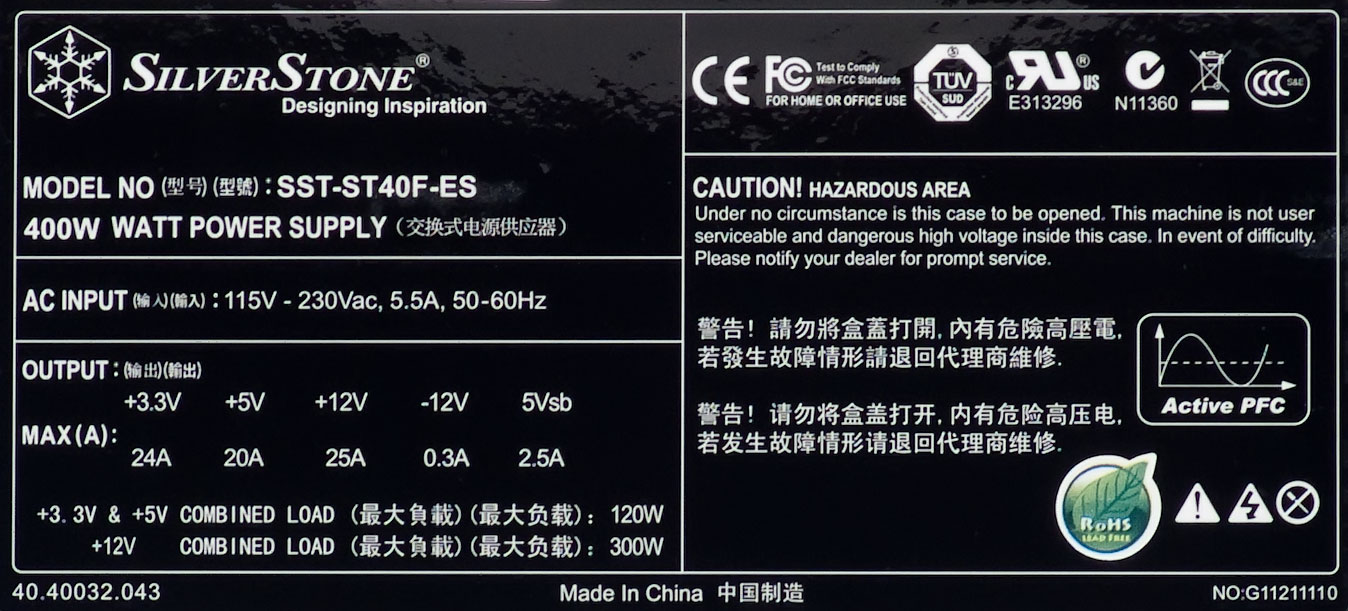 SILVERSTONE®
Designing Inspiration
MODEL NO (型号) (型號) : SST-ST40F-ES
400W WATT POWER SUPPLY (交换式电源供应器)
AC INPUT (输入)(輸入) : 115V - 230Vac, 5.5A, 50-60Hz
OUTPUT : (输出)(輸出)
+3.3V +5V +12V -12V 5Vsb
MAX(A):
24A 20A 25A 0.3A 2.5A
+3.3V & +5V COMBINED LOAD (最大負載)(最大负载): 120W
+12V COMBINED LOAD (最大負載)(最大负载): 300W
CE FC Test to Comply
With FCC Standards
FOR HOME OR OFFICE USE
TÜV
SUD
c RU ® US
E313296
N11360
CCC S&E
CAUTION! HAZARDOUS AREA
Under no circumstance is this case to be opened. This machine is not user
serviceable and dangerous high voltage inside this case. In event of difficulty.
Please notify your dealer for prompt service.
警告! 請勿將盒蓋打開, 內有危險高壓電,
若發生故障情形請退回代理商維修.
警告! 请勿将盒盖打开, 内有危险高压电,
若发生故障情形请退回代理商维修.
Active PFC
RoHS
LEAD FREE
40.40032.043
Made In China 中国制造
NO:G11211110